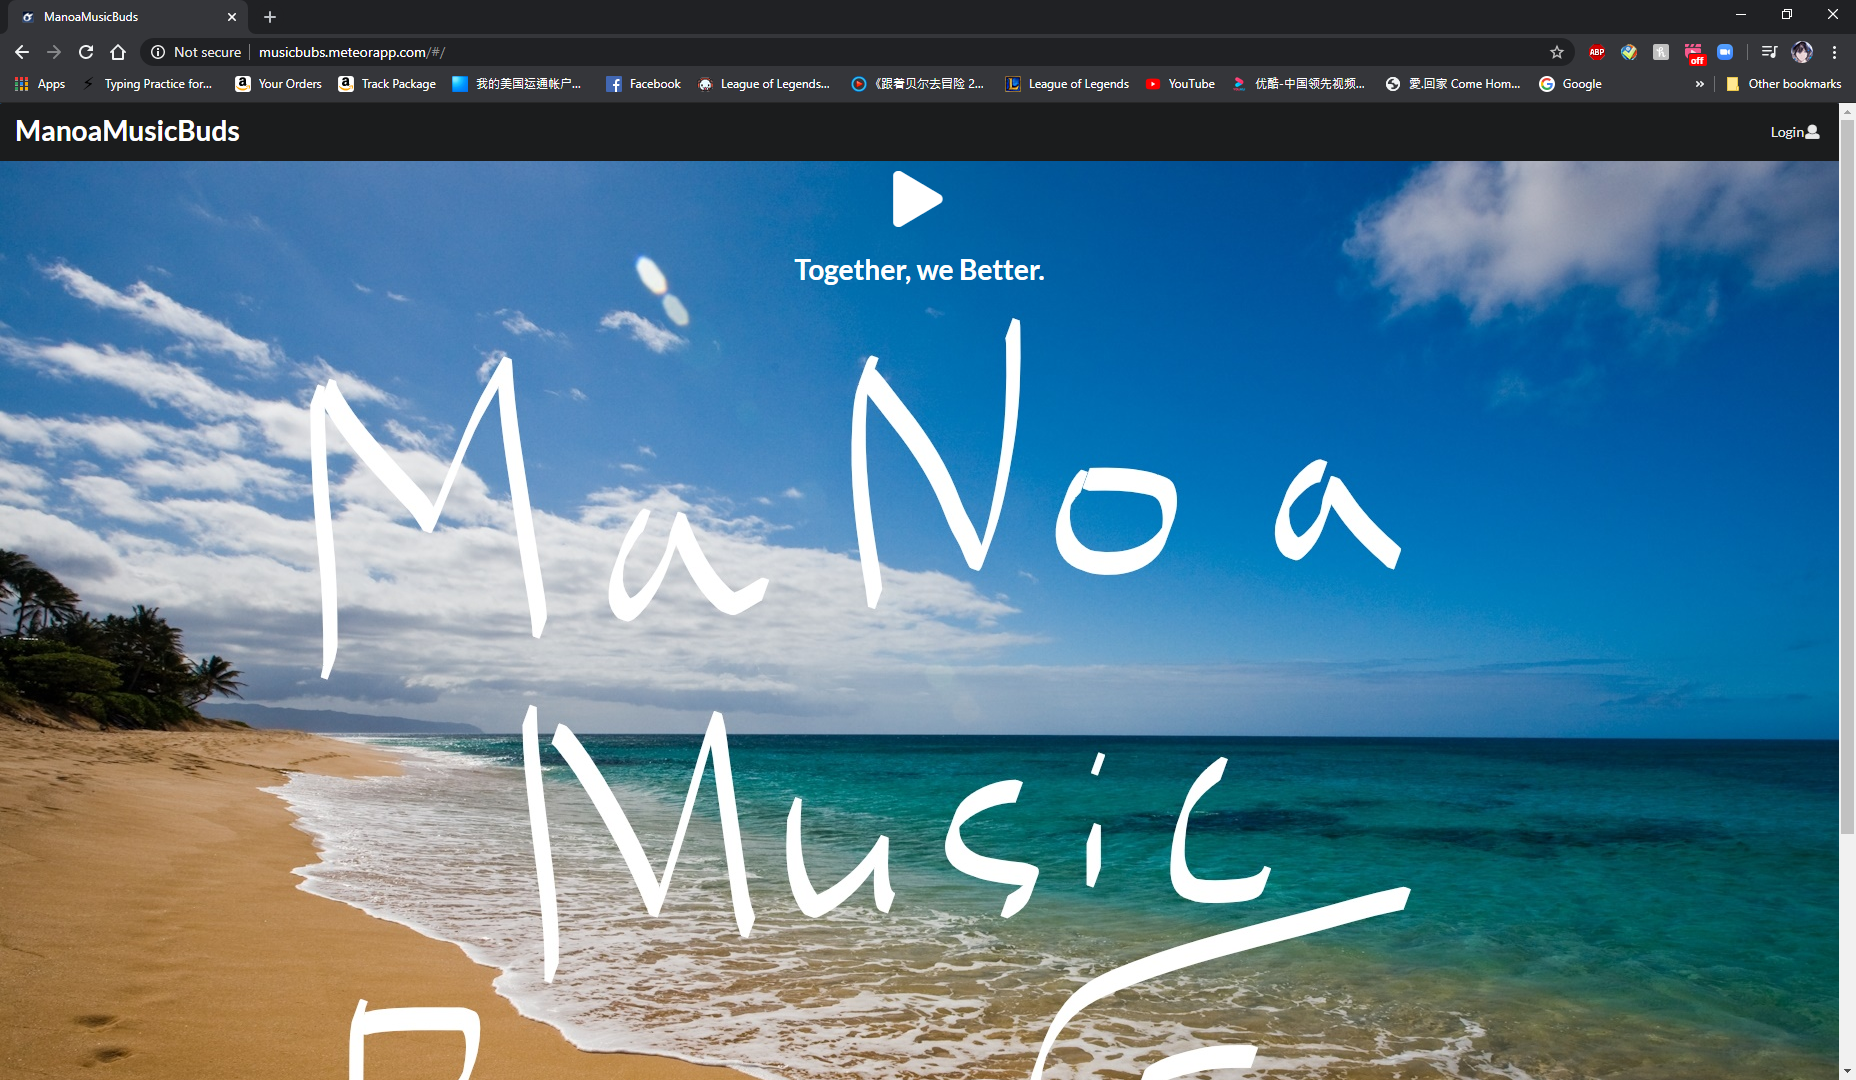 ManoaMusicBuds
Not secure musicbubs.meteorapp.com/#/
Apps Typing Practice for... Your Orders Track Package 我的美国运通帐户... Facebook League of Legends... 《跟着贝尔去冒险 2... League of Legends YouTube 优酷-中国领先视频... 愛.回家 Come Hom... Google » Other bookmarks
ABP off
ManoaMusicBuds Login
Together, we Better.
MaNoa
Music